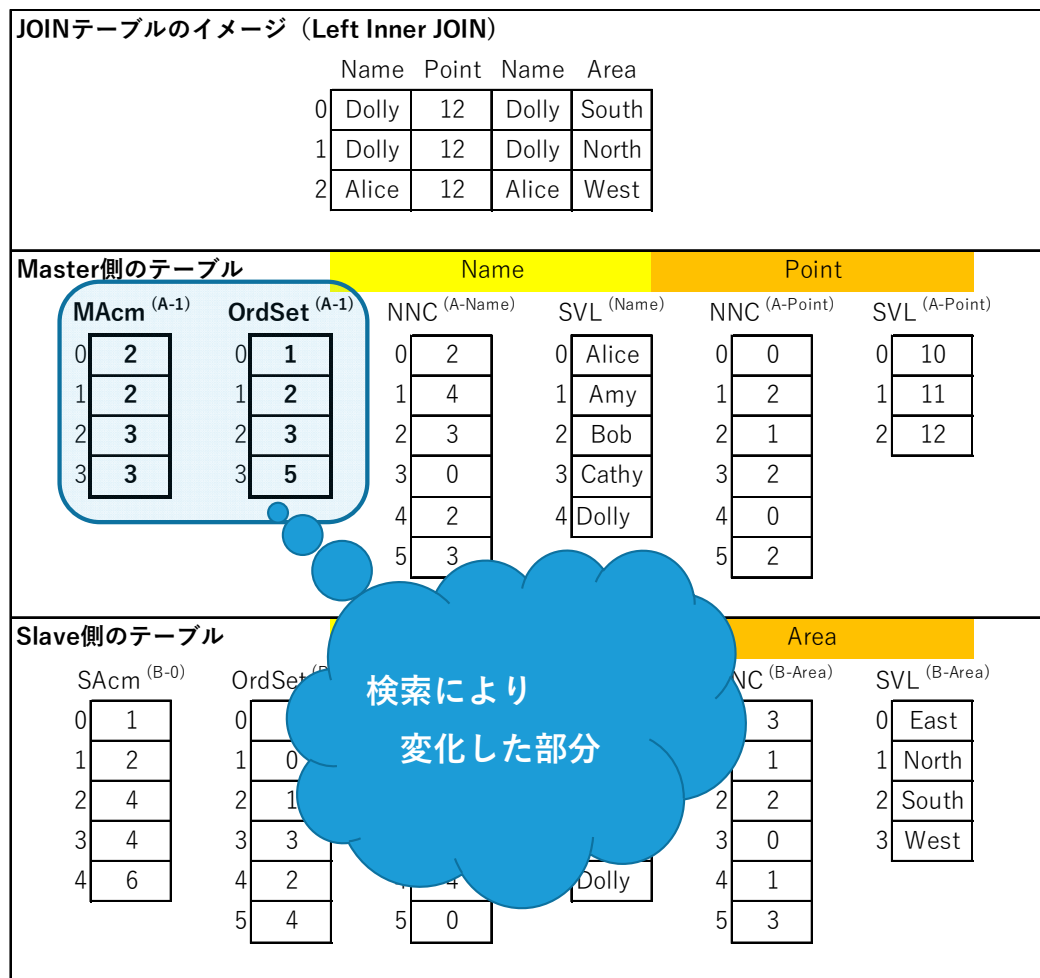 JOINテーブルのイメージ（Left Inner JOIN）
Name Point Name Area
0 Dolly 12 Dolly South
1 Dolly 12 Dolly North
2 Alice 12 Alice West
Master側のテーブル Name Point
MAcm (A-1) OrdSet (A-1) NNC (A-Name) SVL (Name) NNC (A-Point) SVL (A-Point)
0 2 0 1 0 2 0 Alice 0 0 0 10
1 2 1 2 1 4 1 Amy 1 2 1 11
2 3 2 3 2 3 2 Bob 2 1 2 12
3 3 3 5 3 0 3 Cathy 3 2
4 2 4 Dolly 4 0
5 3 5 2
Slave側のテーブル Area
SAcm (B-0) OrdSet (B-Area) SVL (B-Area)
0 1 0 3 0 East
1 2 1 0 1 1 North
2 4 2 1 2 2 2 South
3 4 3 3 3 0 3 West
4 6 4 2 4 Dolly 4 1
5 4 5 0 5 3
検索により
変化した部分